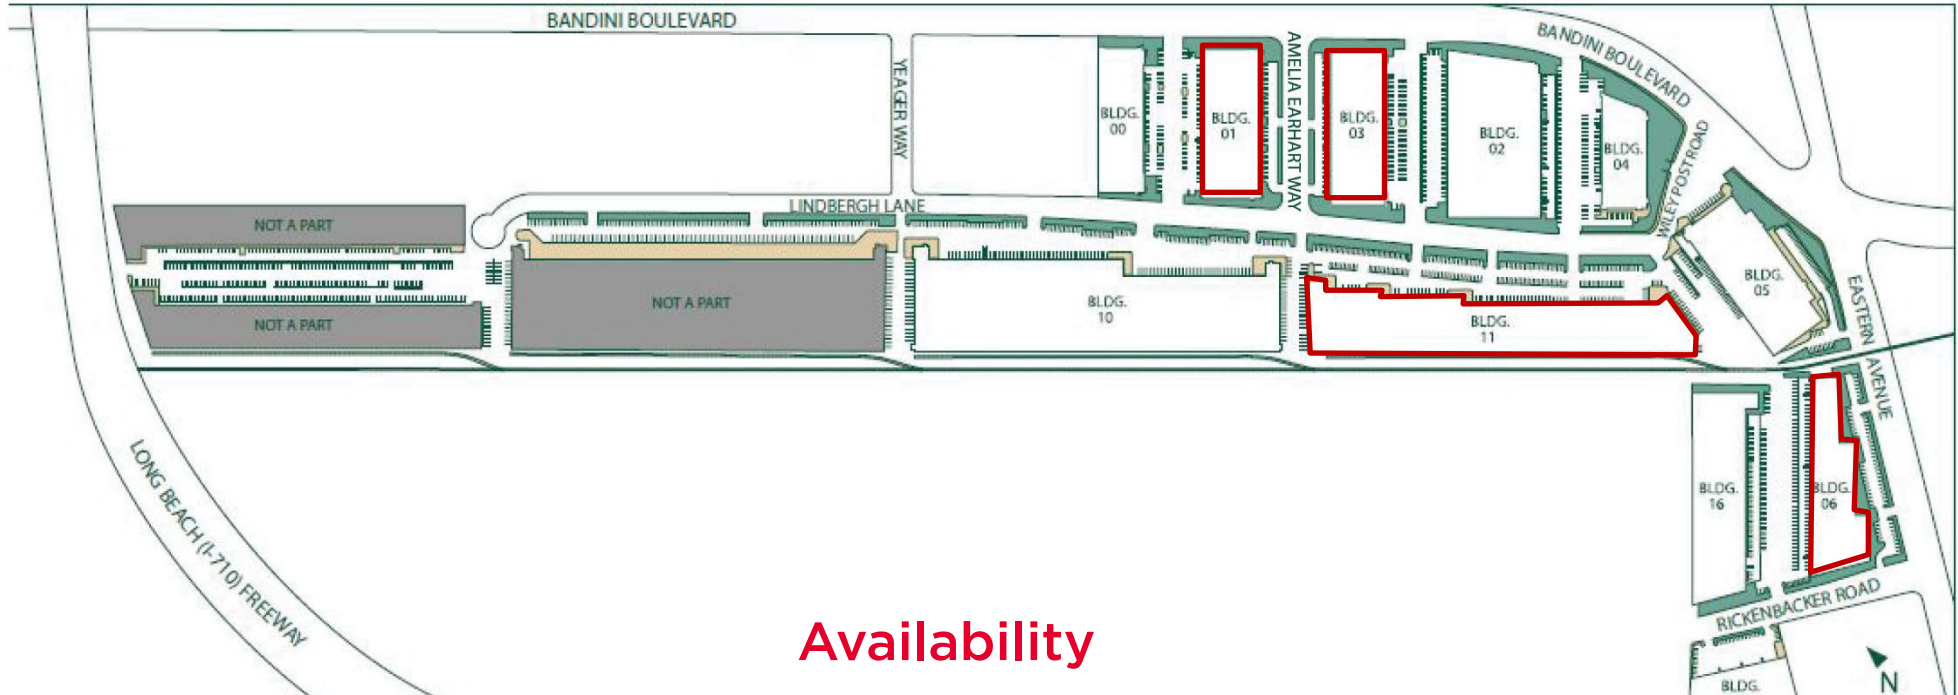 BANDINI BOULEVARD
BANDINI BOULEVARD
YEAGER WAY
AMELIA EARHART WAY
BLDG.
00
BLDG.
01
BLDG.
03
BLDG.
02
BLDG.
04
WILEY POST ROAD
LINDBERGH LANE
NOT A PART
NOT A PART
NOT A PART
BLDG.
10
BLDG.
11
BLDG.
05
EASTERN AVENUE
BLDG.
16
BLDG.
06
LONG BEACH (I-710) FREEWAY
RICKENBACKER ROAD
Availability
BLDG.
N